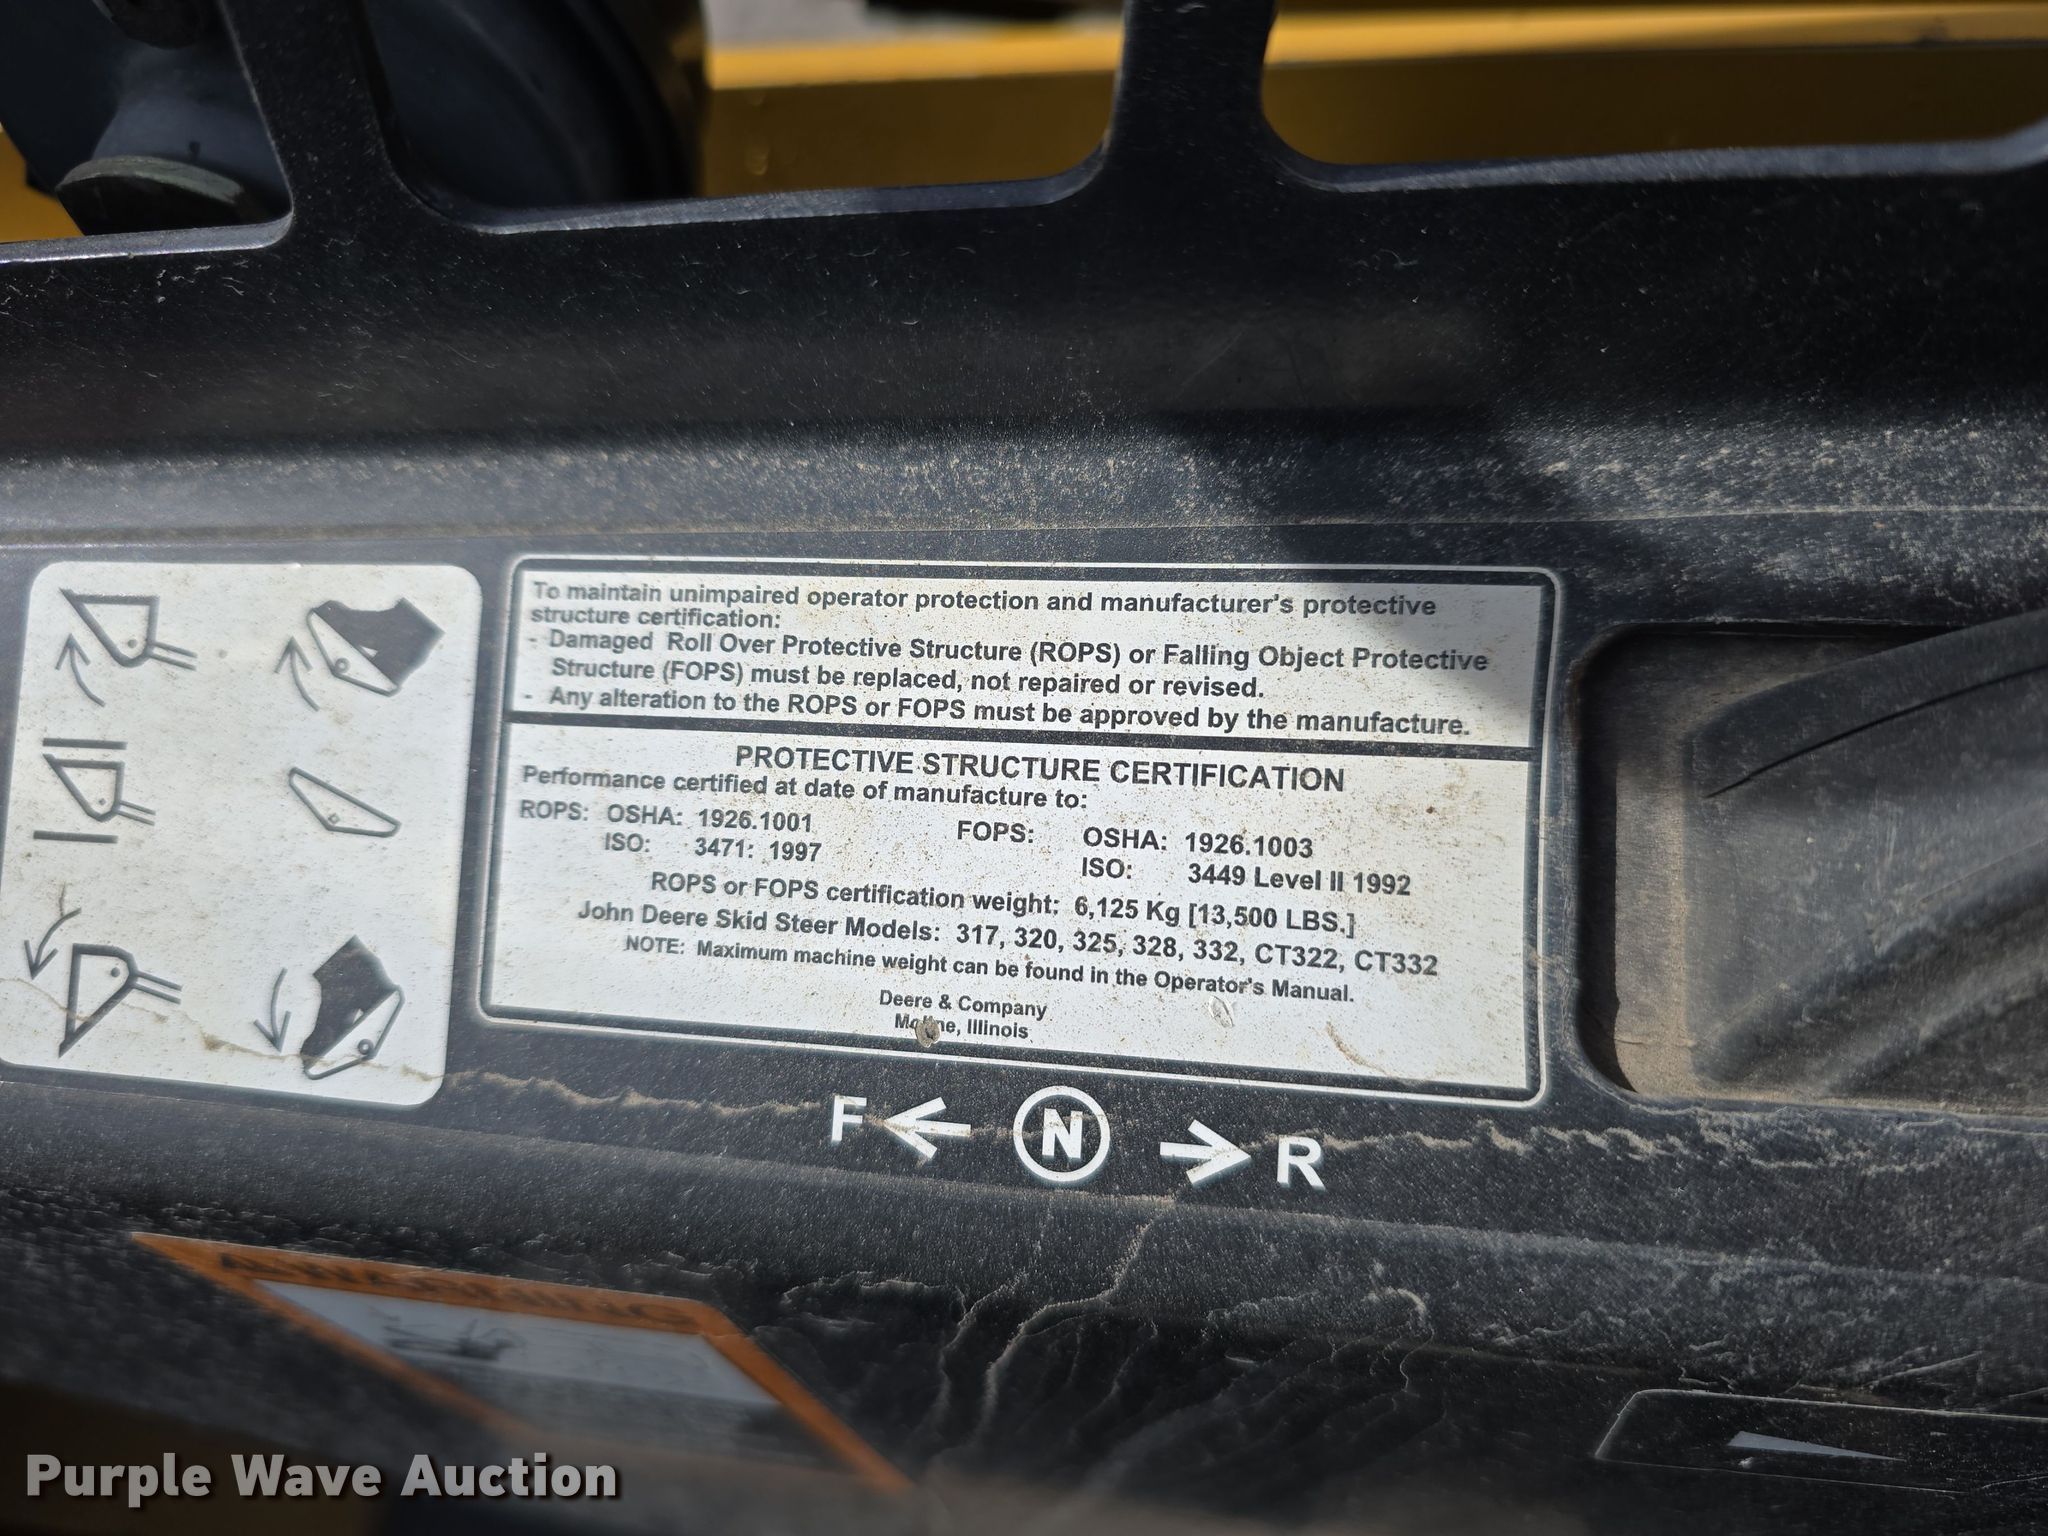 To maintain unimpaired operator protection and manufacturer's protective
structure certification:
- Damaged Roll Over Protective Structure (ROPS) or Falling Object Protective
Structure (FOPS) must be replaced, not repaired or revised.
- Any alteration to the ROPS or FOPS must be approved by the manufacture.
PROTECTIVE STRUCTURE CERTIFICATION
Performance certified at date of manufacture to:
ROPS: OSHA: 1926.1001 FOPS: OSHA: 1926.1003
ISO: 3471: 1997 ISO: 3449 Level II 1992
ROPS or FOPS certification weight: 6,125 Kg [13,500 LBS.]
John Deere Skid Steer Models: 317, 320, 325, 328, 332, CT322, CT332
NOTE: Maximum machine weight can be found in the Operator's Manual.
Deere & Company
Moline, Illinois
F N R
WARNING
Purple Wave Auction